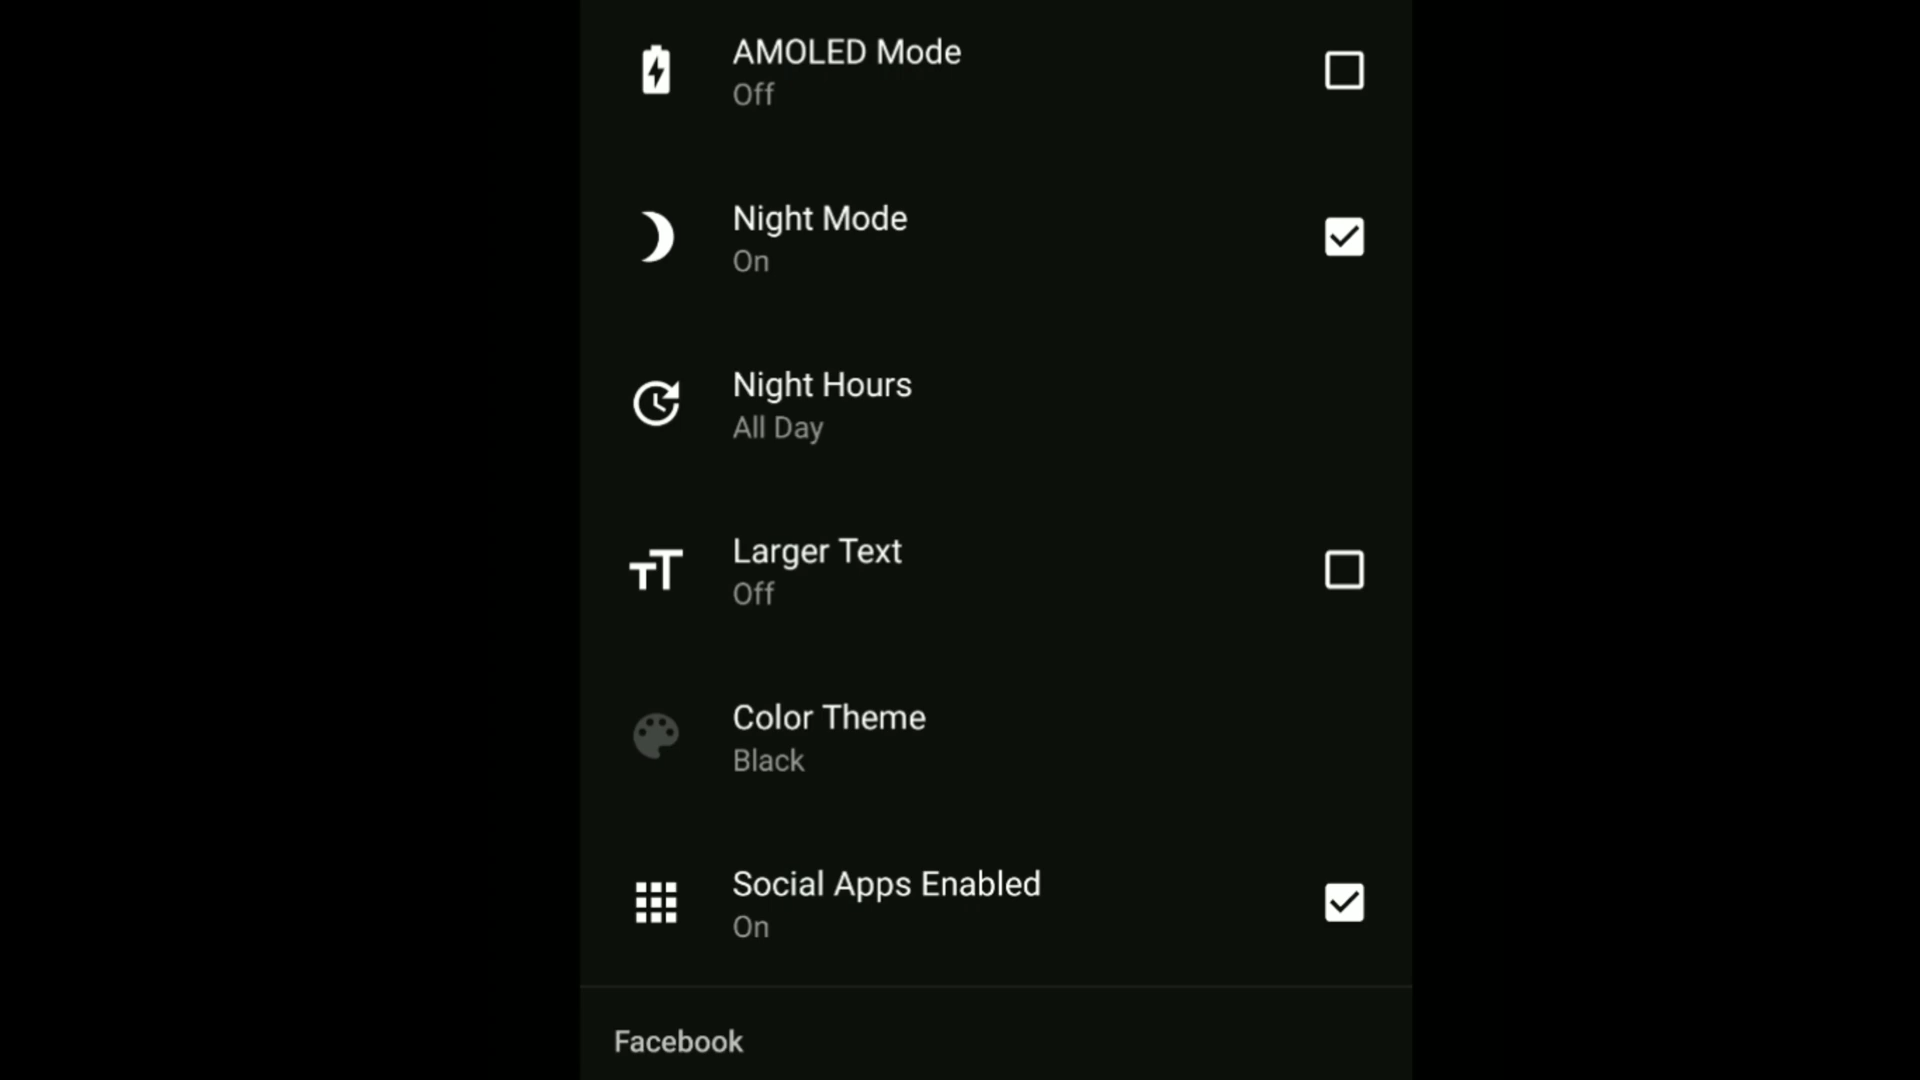 AMOLED Mode
Off
Night Mode
On
Night Hours
All Day
Larger Text
Off
Color Theme
Black
Social Apps Enabled
On
Facebook